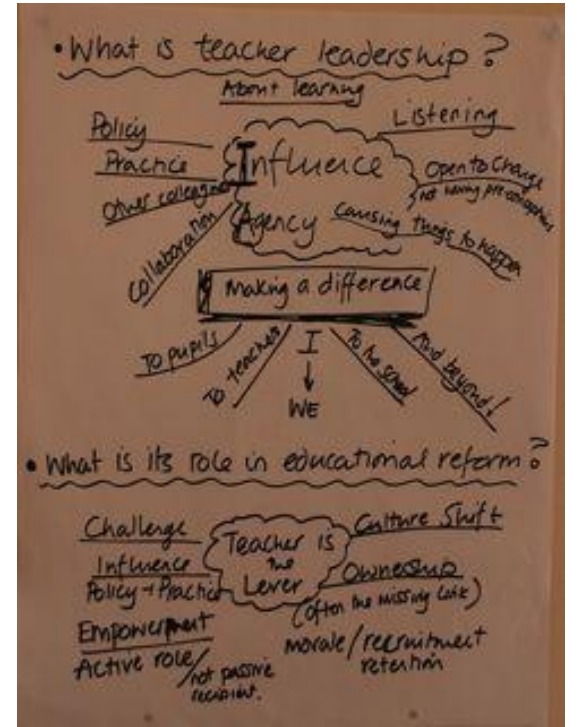 • What is teacher leadership?
About learning
Policy
Practice
Other colleagues
Collaboration
Influence
Agency
Listening
Open to Change
not having pre-conceptions
Causing things to happen
Making a difference
To pupils
To teachers
I
↓
WE
To the school
And beyond!
• What is its role in educational reform?
Challenge
Influence
Policy → Practice
Empowerment
Active role / not passive
recipient.
Teacher is
the
Lever
Culture Shift
Ownership
(often the missing link)
morale / recruitment
retention